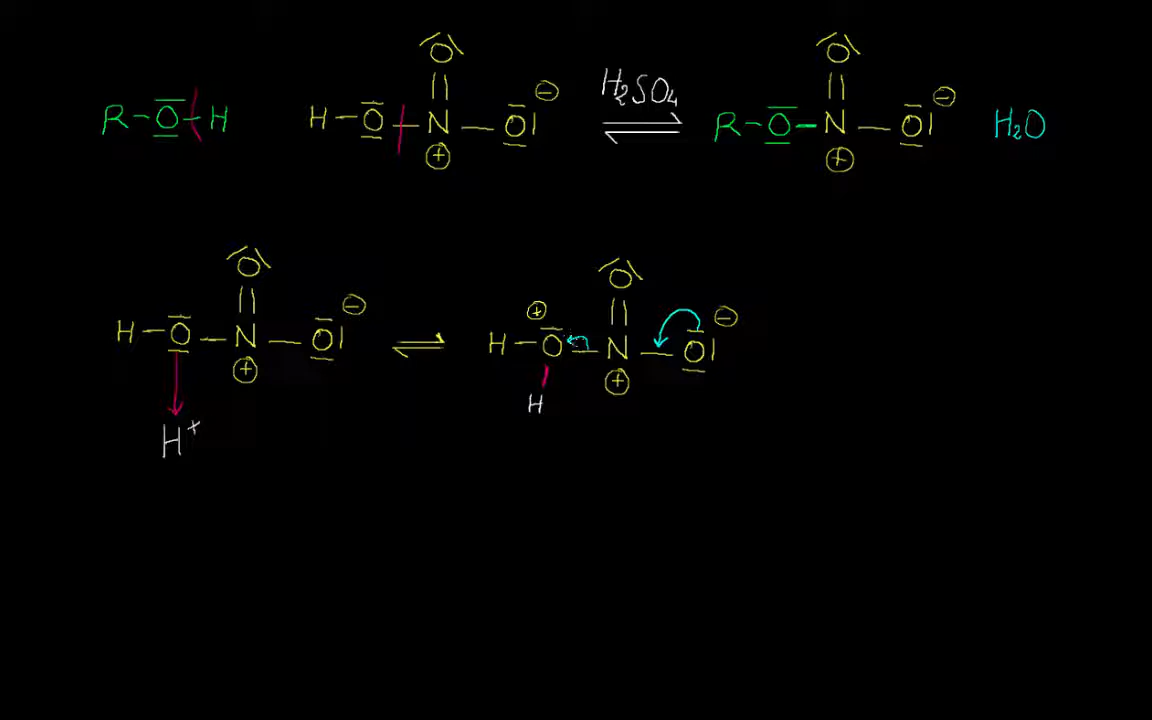 O O
R-O-H H-O-N-O| ⊖ H₂SO₄ ⇌ R-O-N-O| ⊖ H₂O
⊕ ⊕
O O
H-O-N-O| ⊖ ⇌ H-O-N-O| ⊖
⊕ ⊕ ⊕
H⁺ H